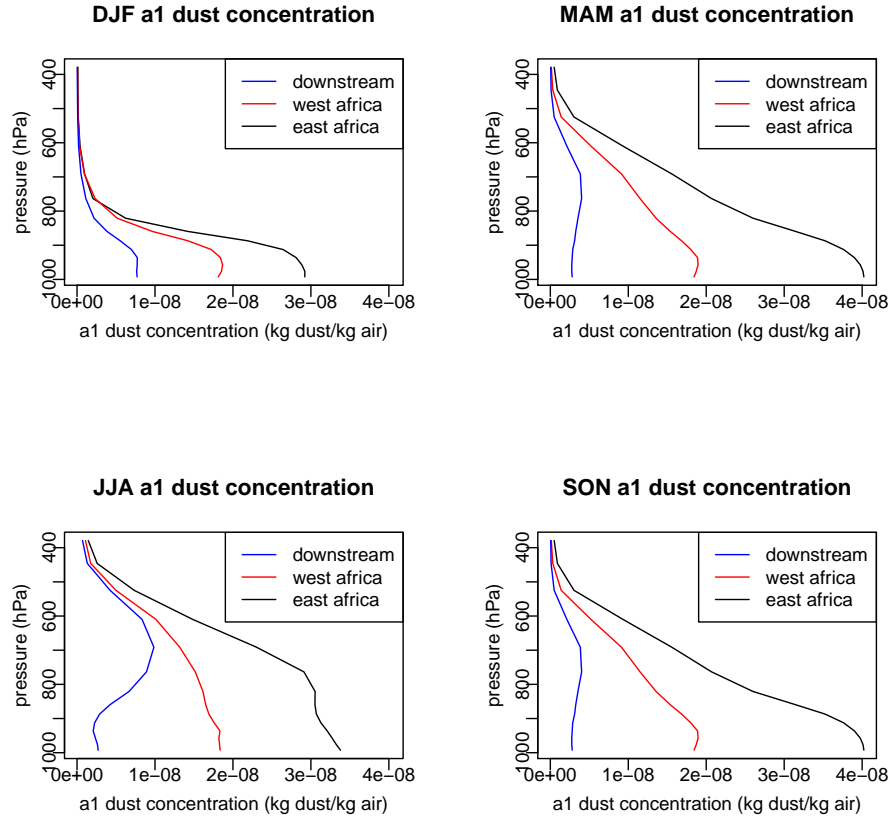 DJF a1 dust concentration
pressure (hPa)
400
600
800
1000
downstream
west africa
east africa
0e+00 1e-08 2e-08 3e-08 4e-08
a1 dust concentration (kg dust/kg air)
MAM a1 dust concentration
pressure (hPa)
400
600
800
1000
downstream
west africa
east africa
0e+00 1e-08 2e-08 3e-08 4e-08
a1 dust concentration (kg dust/kg air)
JJA a1 dust concentration
pressure (hPa)
400
600
800
1000
downstream
west africa
east africa
0e+00 1e-08 2e-08 3e-08 4e-08
a1 dust concentration (kg dust/kg air)
SON a1 dust concentration
pressure (hPa)
400
600
800
1000
downstream
west africa
east africa
0e+00 1e-08 2e-08 3e-08 4e-08
a1 dust concentration (kg dust/kg air)